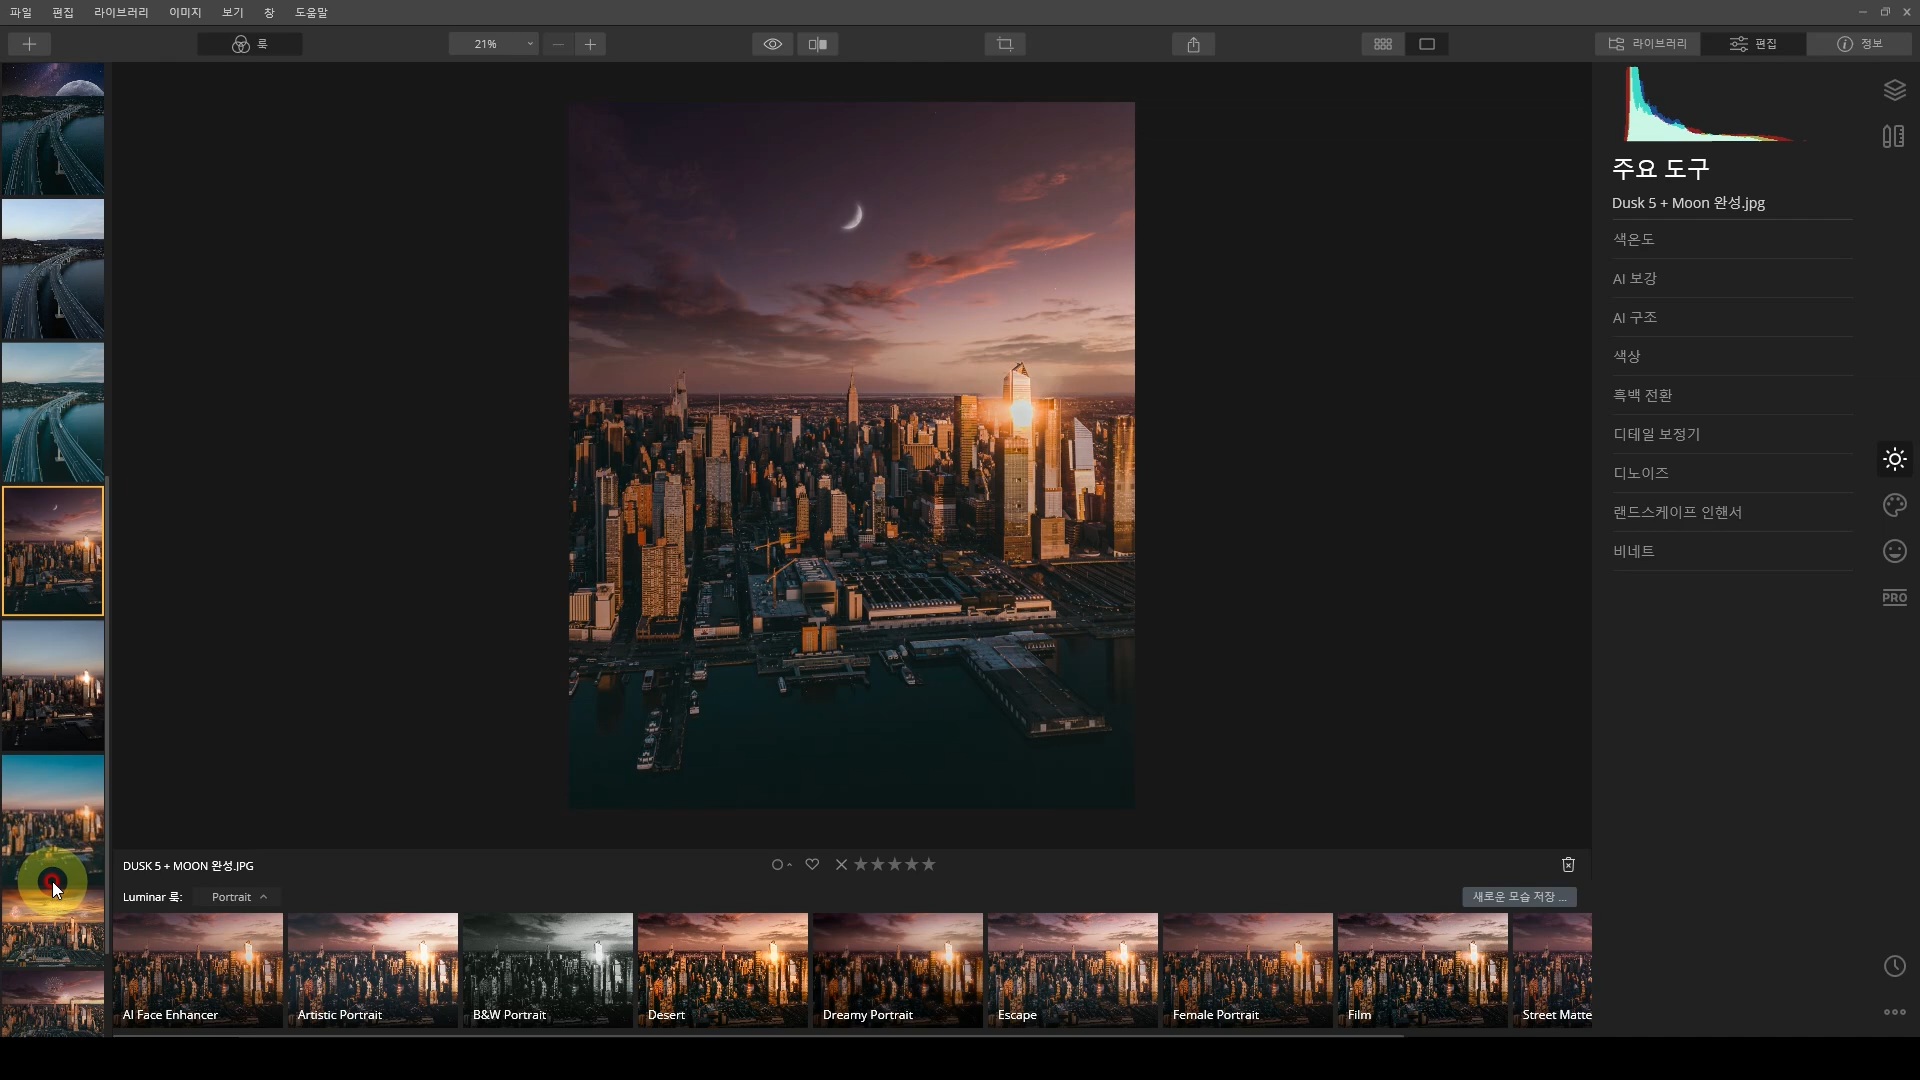 파일 편집 라이브러리 이미지 보기 창 도움말
룩 21% 라이브러리 편집 정보
주요 도구
Dusk 5 + Moon 완성.jpg
색온도
AI 보강
AI 구조
색상
흑백 전환
디테일 보정기
디노이즈
랜드스케이프 인핸서
비네트
PRO
DUSK 5 + MOON 완성.JPG
Luminar 룩: Portrait 새로운 모습 저장 ...
AI Face Enhancer Artistic Portrait B&W Portrait Desert Dreamy Portrait Escape Female Portrait Film Street Matte